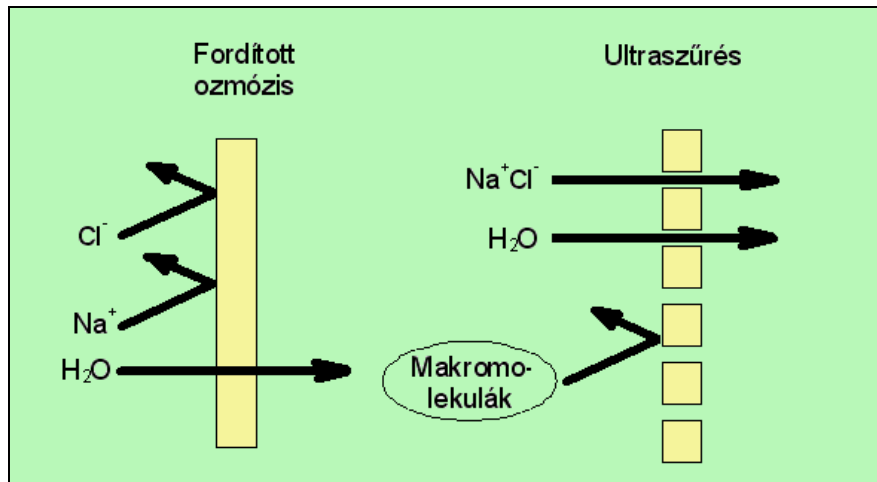 Fordított
ozmózis
Cl⁻
Na⁺
H₂O
Ultraszűrés
Na⁺Cl⁻
H₂O
Makromo-
lekulák